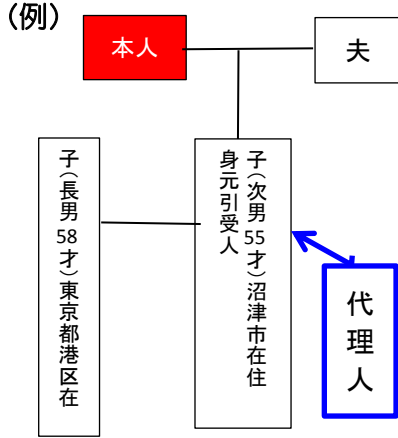 (例)
本人
夫
子(長男58才)東京都港区在
子(次男55才)沼津市在住
身元引受人
代理人